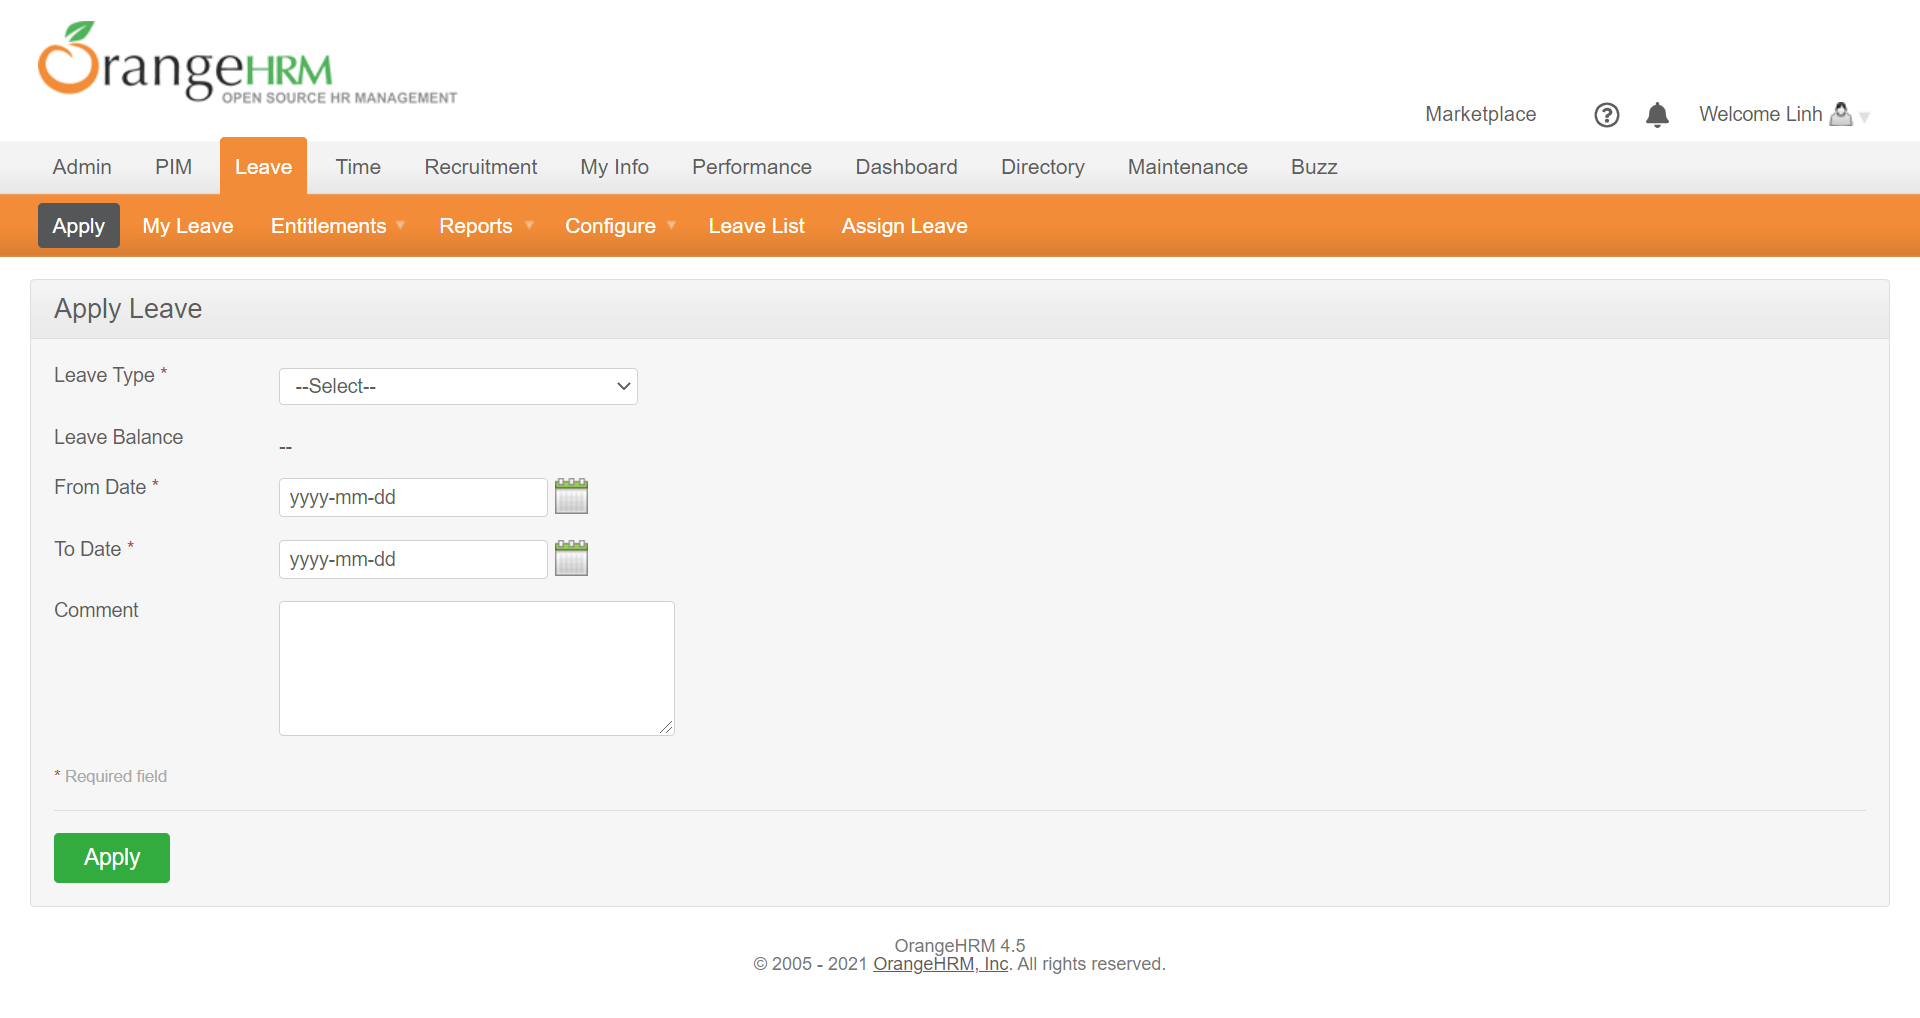 OrangeHRM
OPEN SOURCE HR MANAGEMENT
Marketplace
Welcome Linh
Admin PIM Leave Time Recruitment My Info Performance Dashboard Directory Maintenance Buzz
Apply My Leave Entitlements Reports Configure Leave List Assign Leave
Apply Leave
Leave Type *
--Select--
Leave Balance
--
From Date *
yyyy-mm-dd
To Date *
yyyy-mm-dd
Comment
* Required field
Apply
OrangeHRM 4.5
© 2005 - 2021 OrangeHRM, Inc. All rights reserved.